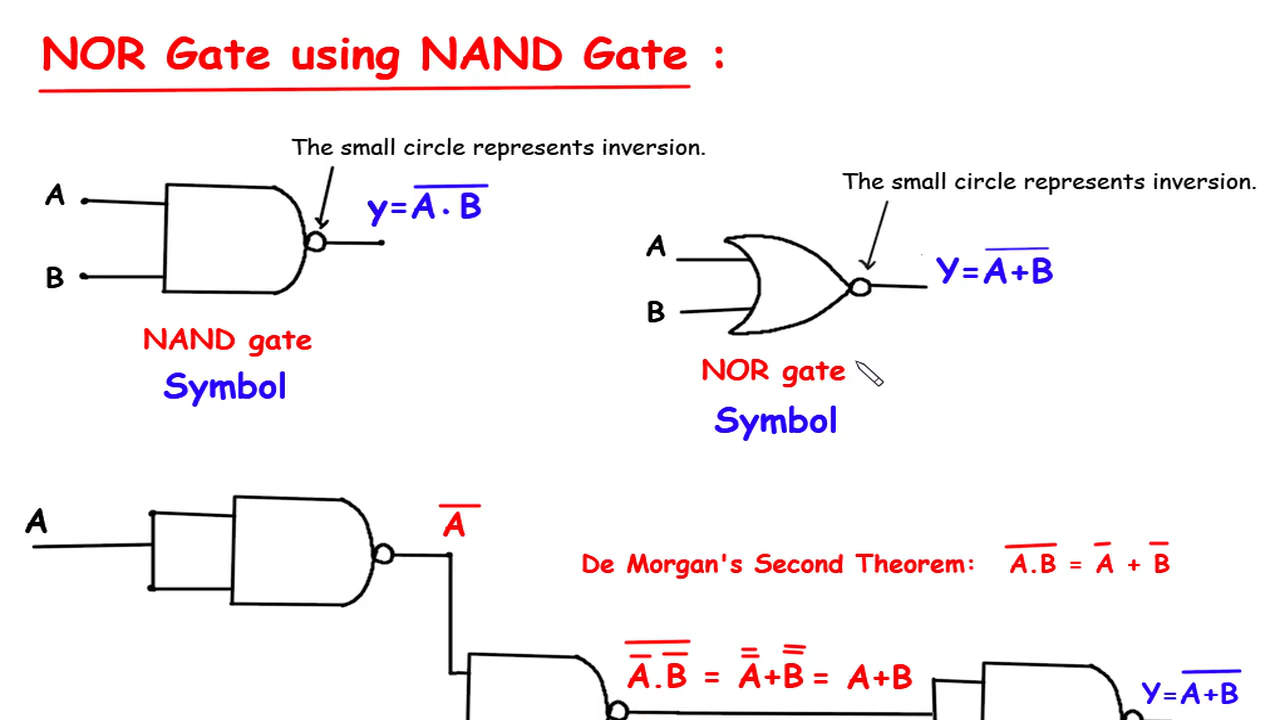 NOR Gate using NAND Gate :
The small circle represents inversion.
The small circle represents inversion.
A
y=A̅ ̅·̅ ̅B̅
B
A
Y=A̅+̅B̅
B
NAND gate
Symbol
NOR gate
Symbol
A
A̅
De Morgan's Second Theorem: A̅.̅B̅ = A̅ + B̅
A̿.̅B̿ = A̿+B̿ = A+B
Y=A̅+̅B̅